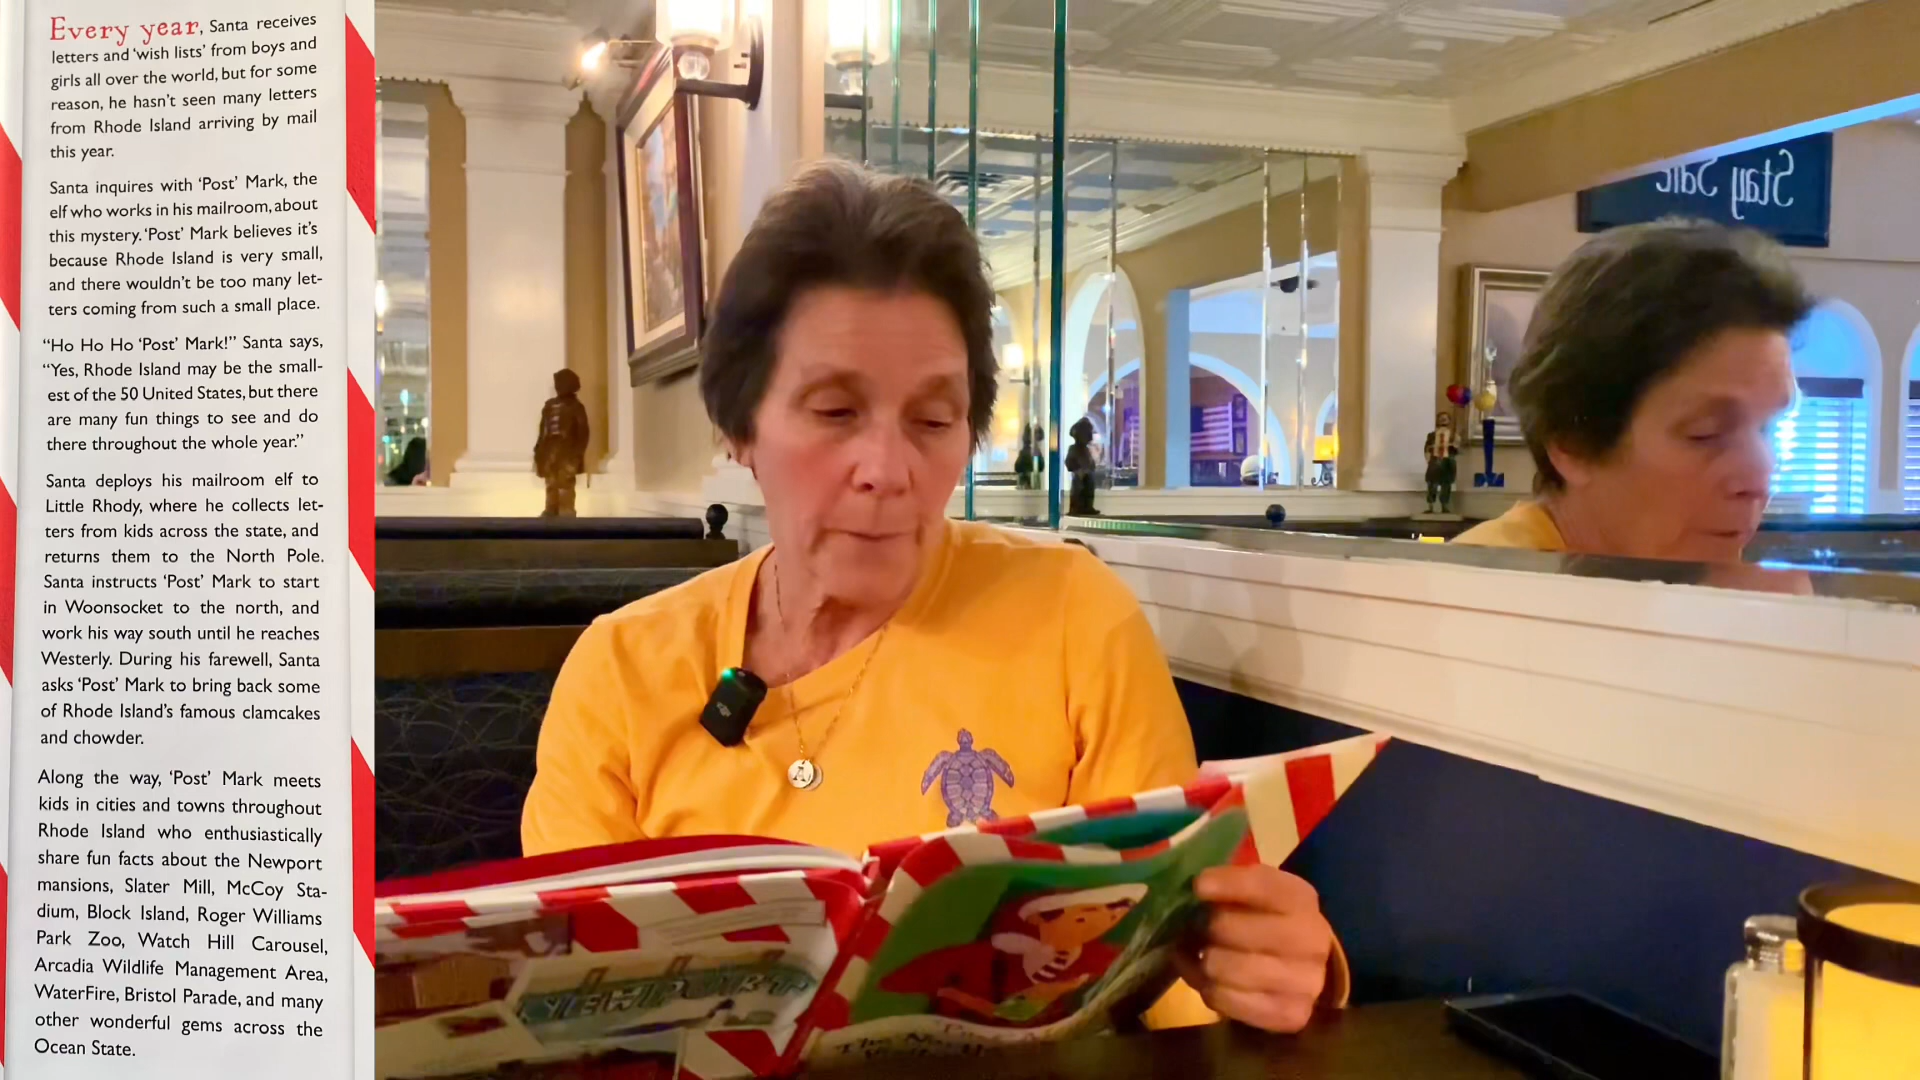 Every year, Santa receives
letters and ‘wish lists’ from boys and
girls all over the world, but for some
reason, he hasn’t seen many letters
from Rhode Island arriving by mail
this year.
Santa inquires with ‘Post’ Mark, the
elf who works in his mailroom, about
this mystery. ‘Post’ Mark believes it’s
because Rhode Island is very small,
and there wouldn’t be too many let-
ters coming from such a small place.
“Ho Ho Ho ‘Post’ Mark!” Santa says,
“Yes, Rhode Island may be the small-
est of the 50 United States, but there
are many fun things to see and do
there throughout the whole year.”
Santa deploys his mailroom elf to
Little Rhody, where he collects let-
ters from kids across the state, and
returns them to the North Pole.
Santa instructs ‘Post’ Mark to start
in Woonsocket to the north, and
work his way south until he reaches
Westerly. During his farewell, Santa
asks ‘Post’ Mark to bring back some
of Rhode Island’s famous clamcakes
and chowder.
Along the way, ‘Post’ Mark meets
kids in cities and towns throughout
Rhode Island who enthusiastically
share fun facts about the Newport
mansions, Slater Mill, McCoy Sta-
dium, Block Island, Roger Williams
Park Zoo, Watch Hill Carousel,
Arcadia Wildlife Management Area,
WaterFire, Bristol Parade, and many
other wonderful gems across the
Ocean State.
Stay Safe
A
NEWPORT